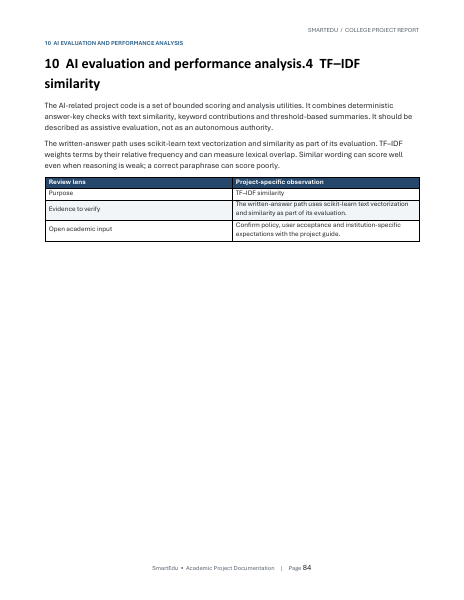 SMARTEDU / COLLEGE PROJECT REPORT
10 AI EVALUATION AND PERFORMANCE ANALYSIS
10 AI evaluation and performance analysis.4 TF–IDF
similarity
The AI-related project code is a set of bounded scoring and analysis utilities. It combines deterministic
answer-key checks with text similarity, keyword contributions and threshold-based summaries. It should be
described as assistive evaluation, not as an autonomous authority.
The written-answer path uses scikit-learn text vectorization and similarity as part of its evaluation. TF–IDF
weights terms by their relative frequency and can measure lexical overlap. Similar wording can score well
even when reasoning is weak; a correct paraphrase can score poorly.
Review lens Project-specific observation
Purpose TF–IDF similarity
Evidence to verify The written-answer path uses scikit-learn text vectorization
and similarity as part of its evaluation.
Open academic input Confirm policy, user acceptance and institution-specific
expectations with the project guide.
SmartEdu • Academic Project Documentation | Page 84